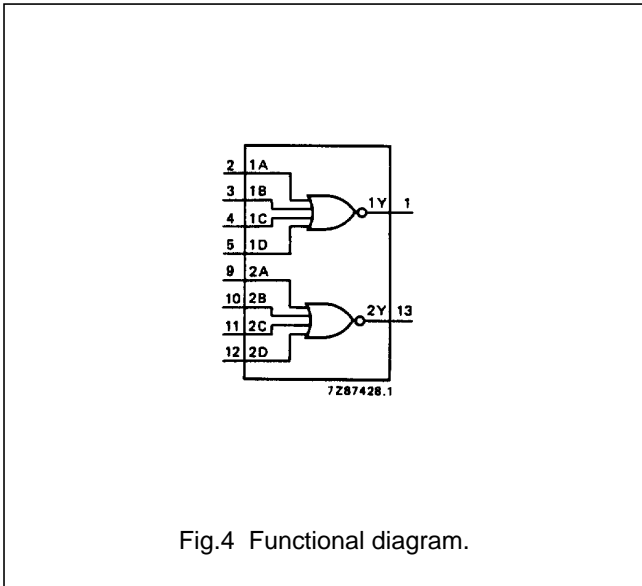 2 1A
3 1B
1Y 1
4 1C
5 1D
9 2A
10 2B
2Y 13
11 2C
12 2D
7Z87428.1
Fig.4 Functional diagram.